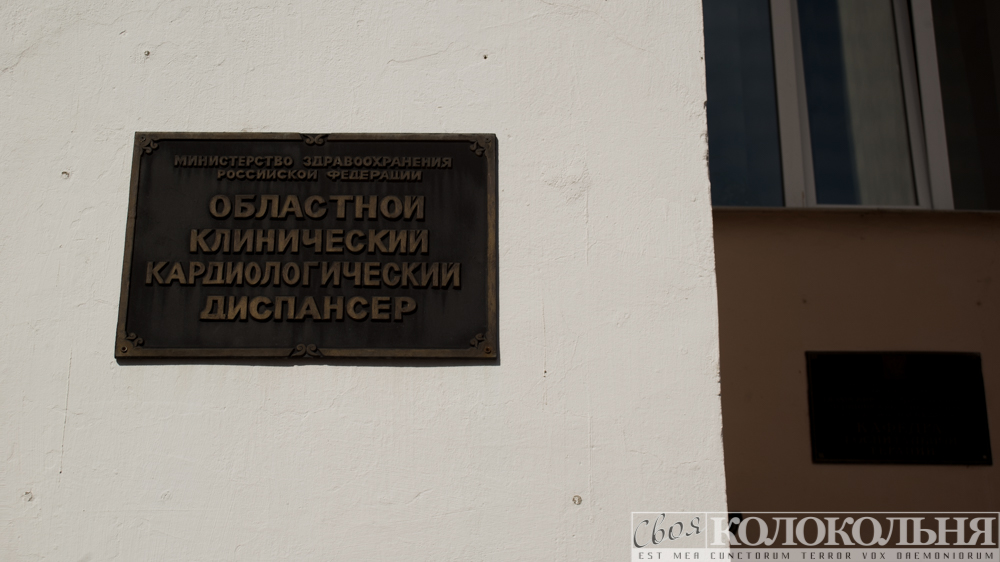 МИНИСТЕРСТВО ЗДРАВООХРАНЕНИЯ
РОССИЙСКОЙ ФЕДЕРАЦИИ
ОБЛАСТНОЙ
КЛИНИЧЕСКИЙ
КАРДИОЛОГИЧЕСКИЙ
ДИСПАНСЕР
Своя КОЛОКОЛЬНЯ
EST MEA CUNCTORUM TERROR VOX DAEMONIORUM